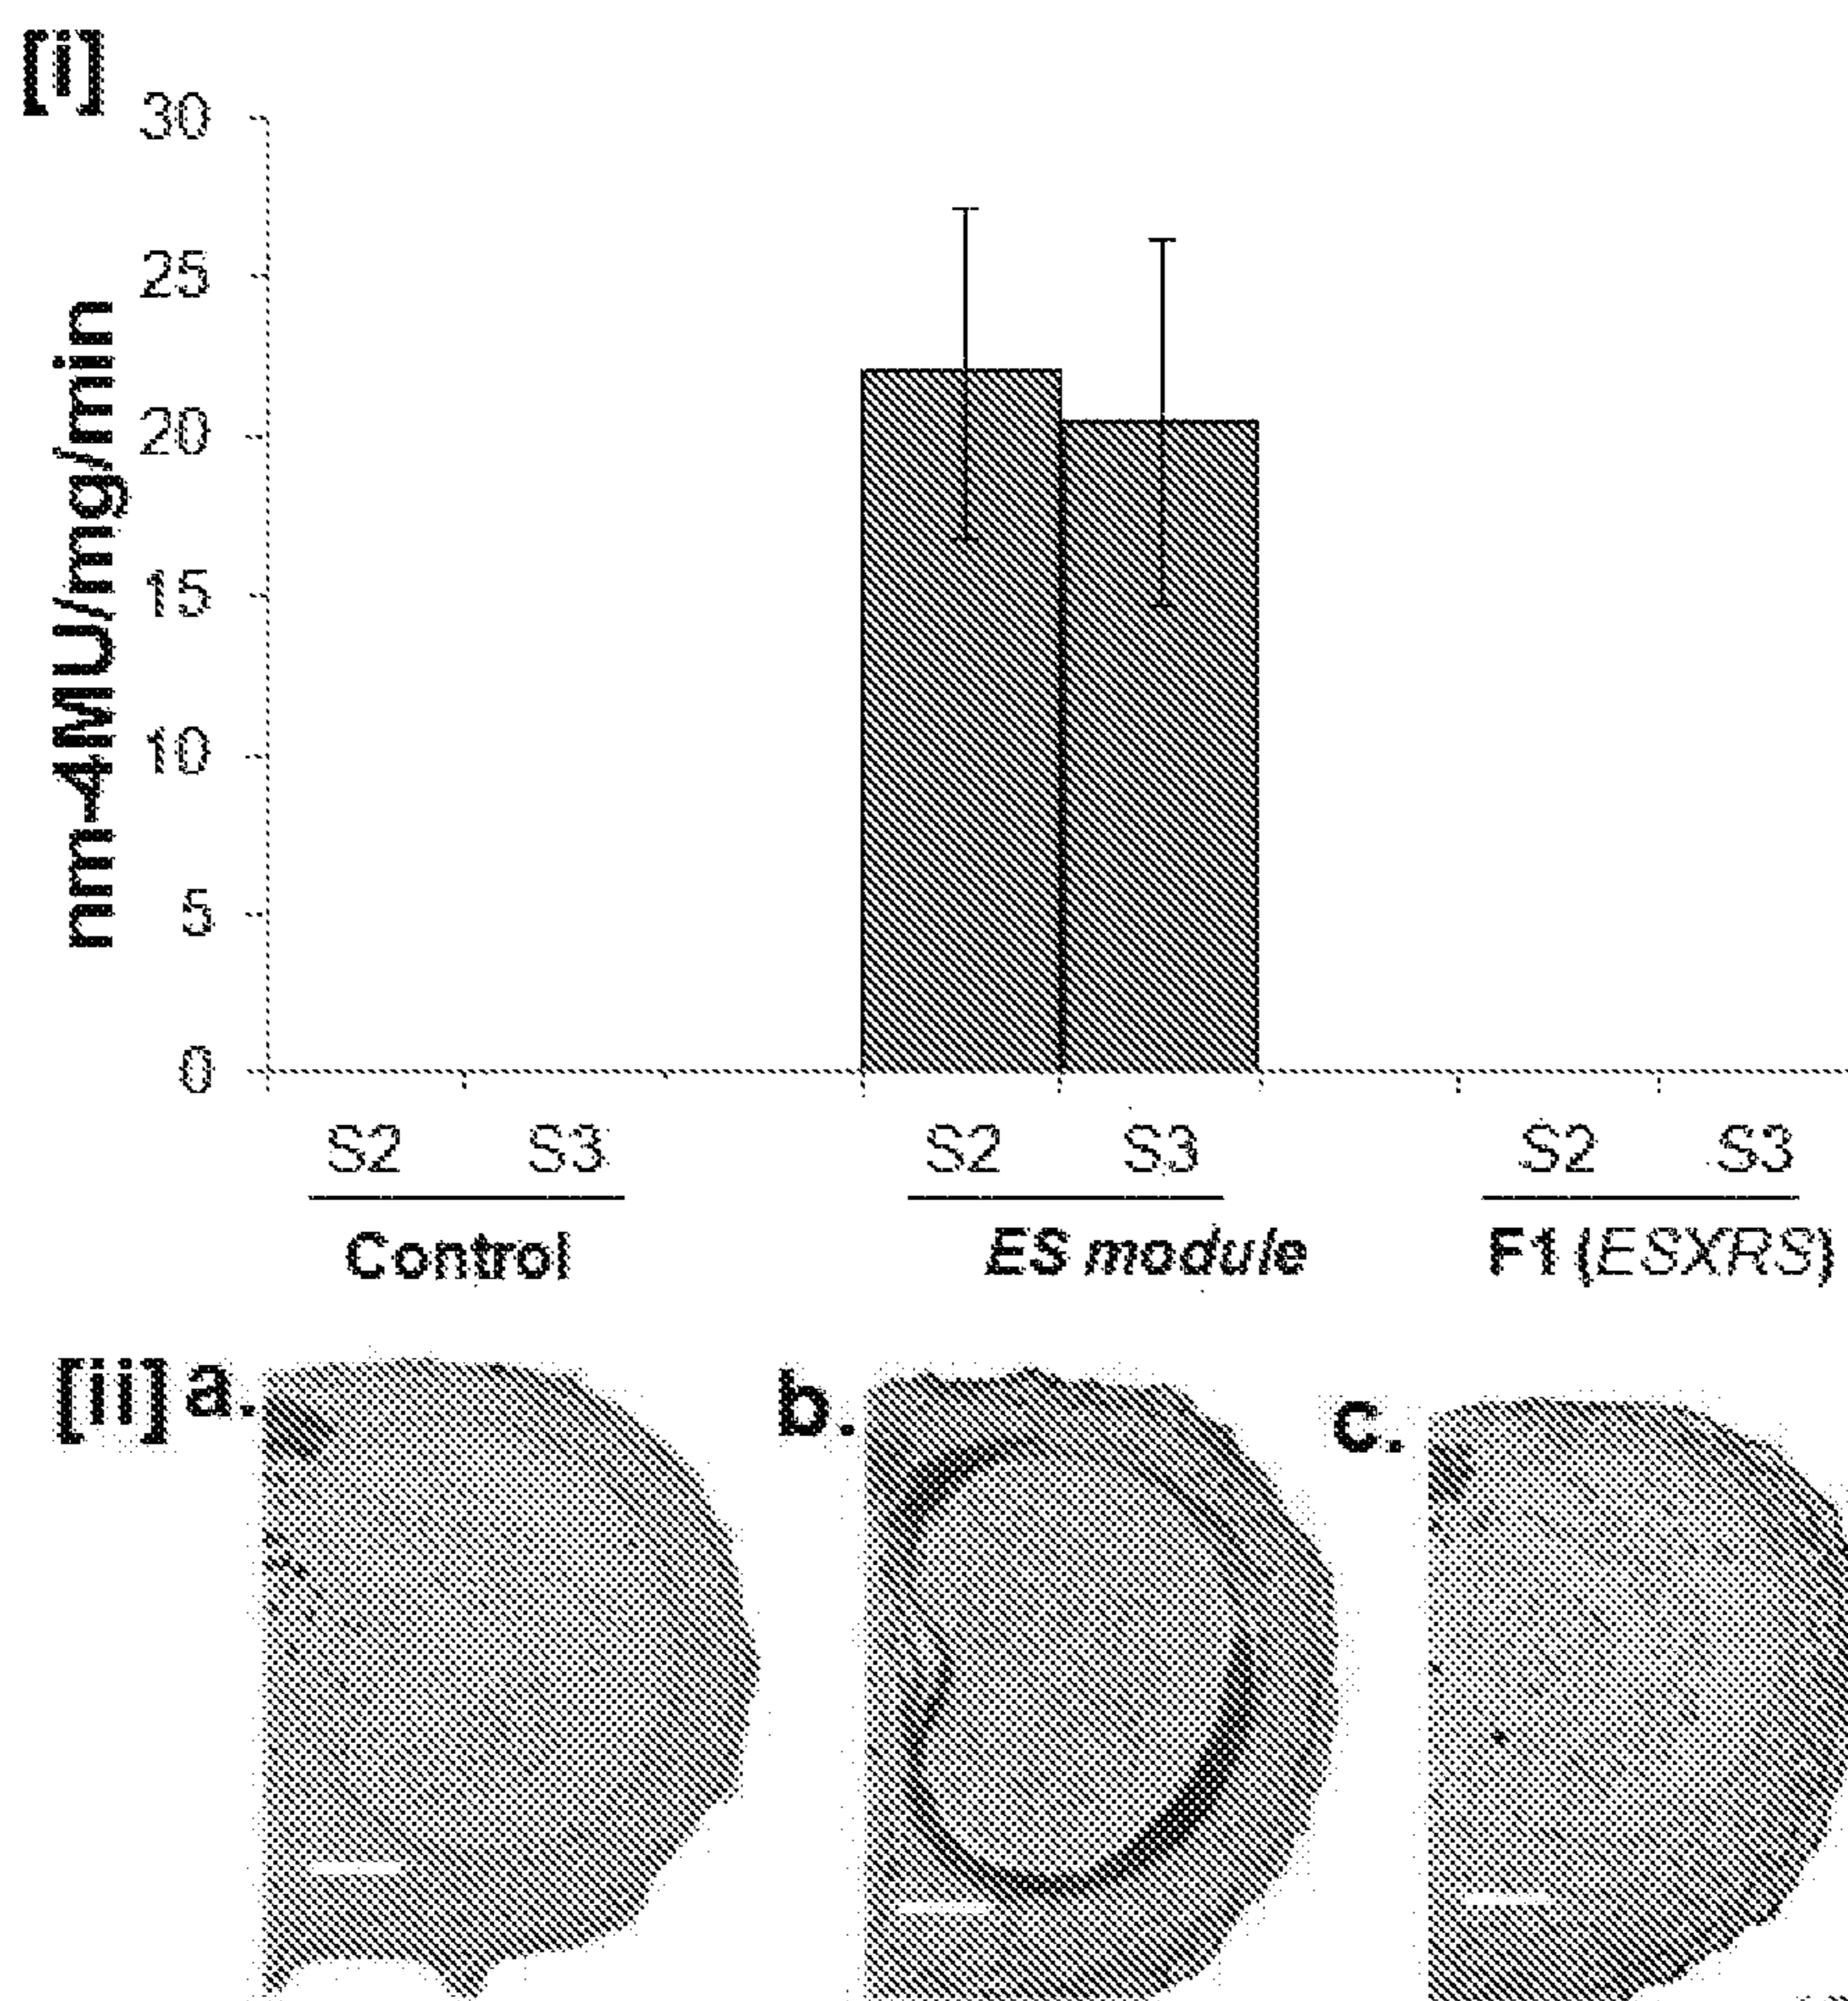 [i]
30
25
20
15
10
5
0
nm-4MU/mg/min
S2 S3 S2 S3 S2 S3
Control ES module F1 (ESXRS)
[ii] a. b. c.